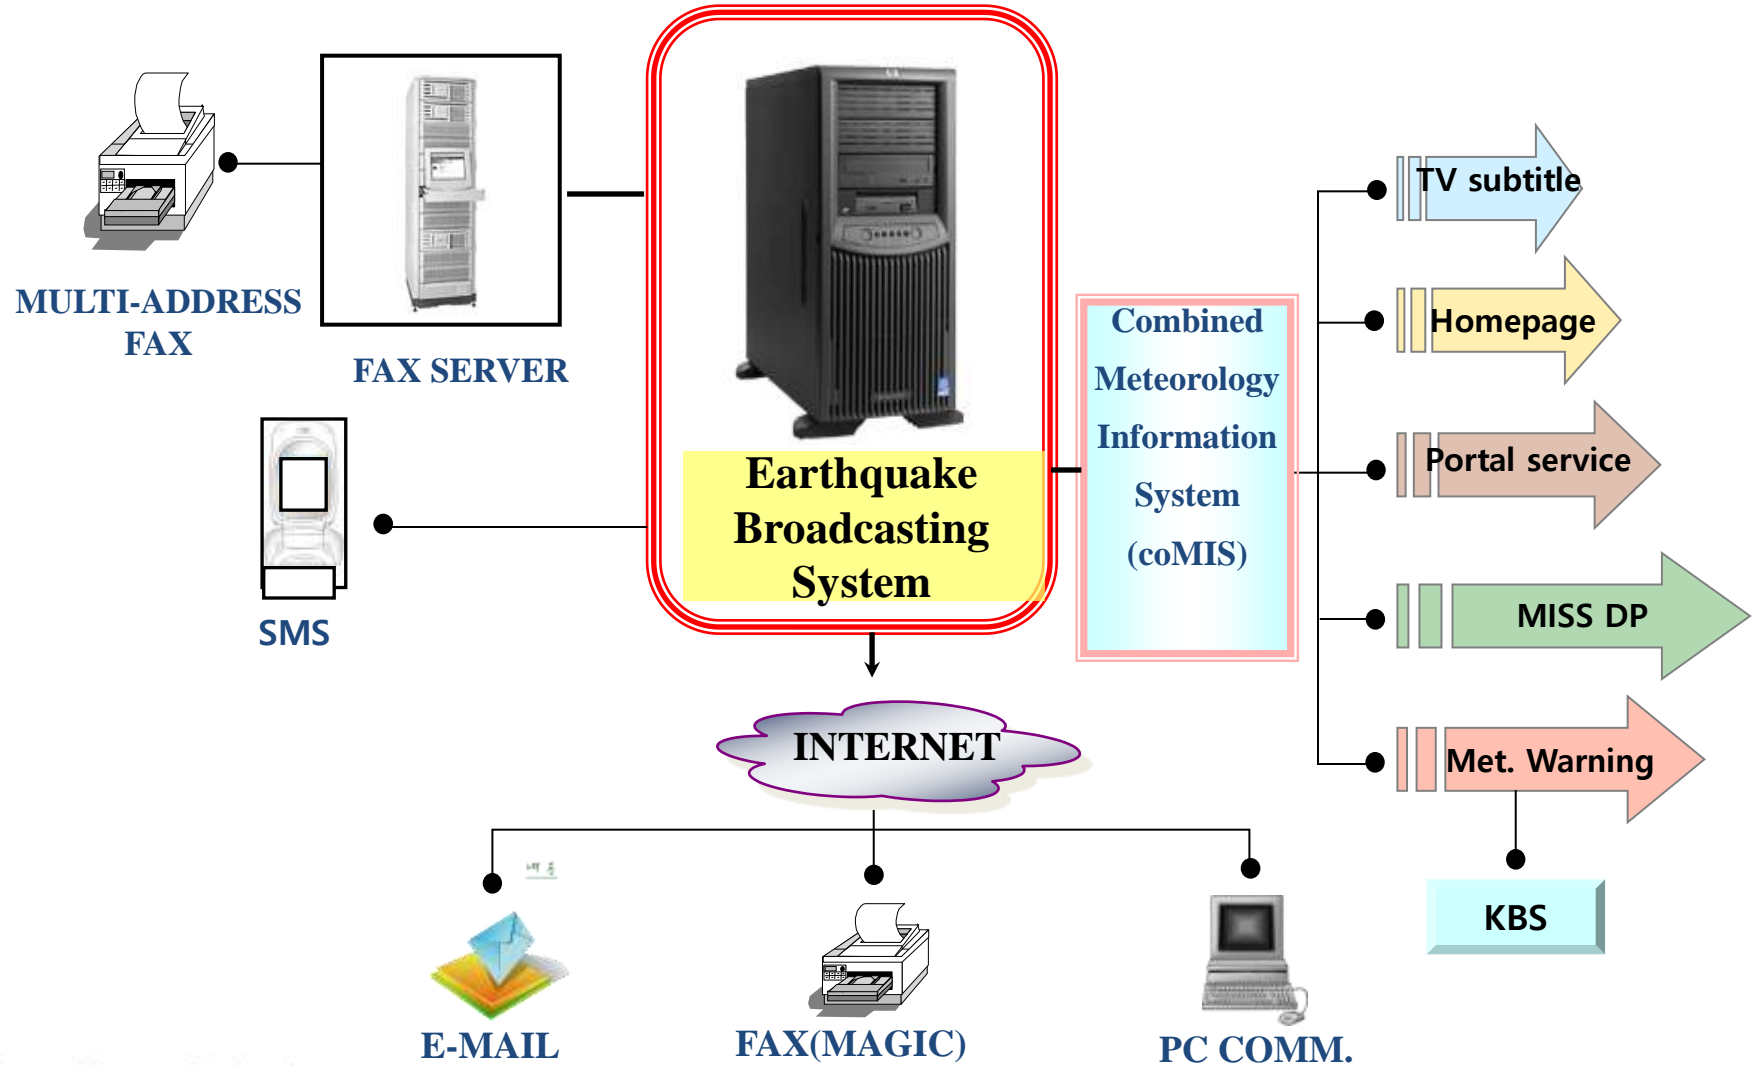 MULTI-ADDRESS
FAX
FAX SERVER
SMS
Earthquake
Broadcasting
System
Combined
Meteorology
Information
System
(coMIS)
TV subtitle
Homepage
Portal service
MISS DP
Met. Warning
KBS
INTERNET
E-MAIL
FAX(MAGIC)
PC COMM.